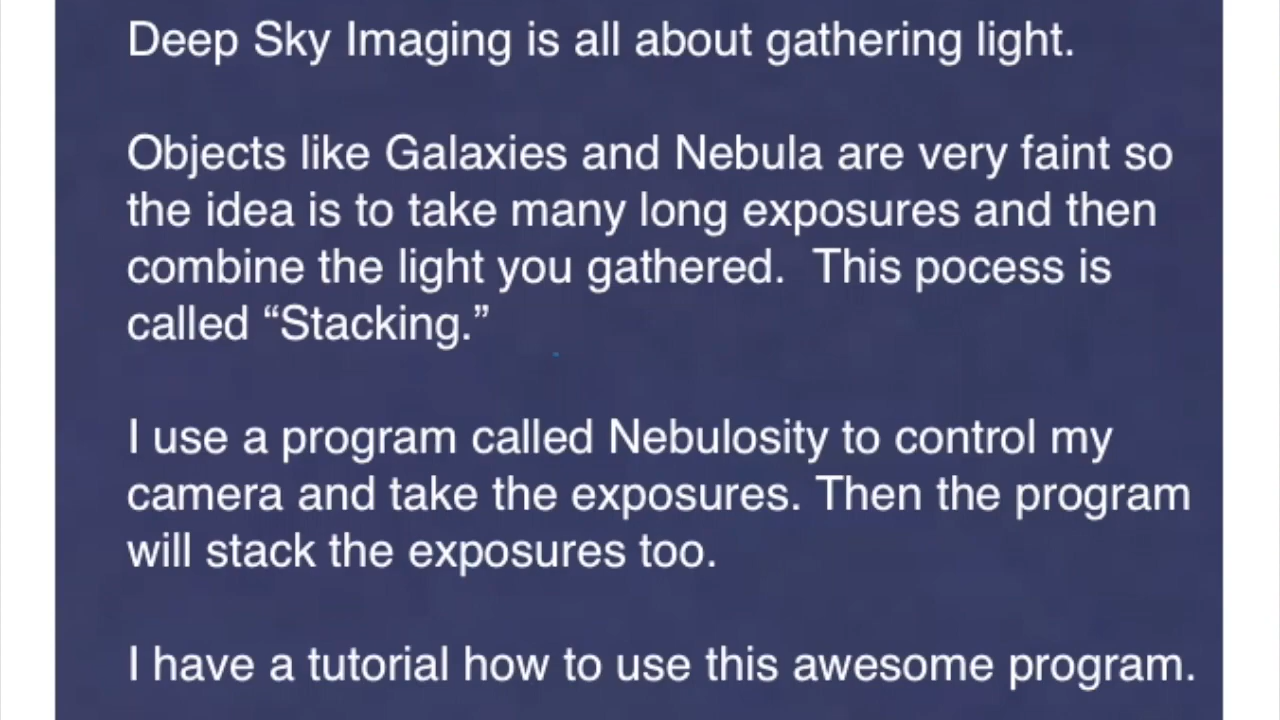 Deep Sky Imaging is all about gathering light.
Objects like Galaxies and Nebula are very faint so
the idea is to take many long exposures and then
combine the light you gathered.  This pocess is
called “Stacking.”
I use a program called Nebulosity to control my
camera and take the exposures. Then the program
will stack the exposures too.
I have a tutorial how to use this awesome program.